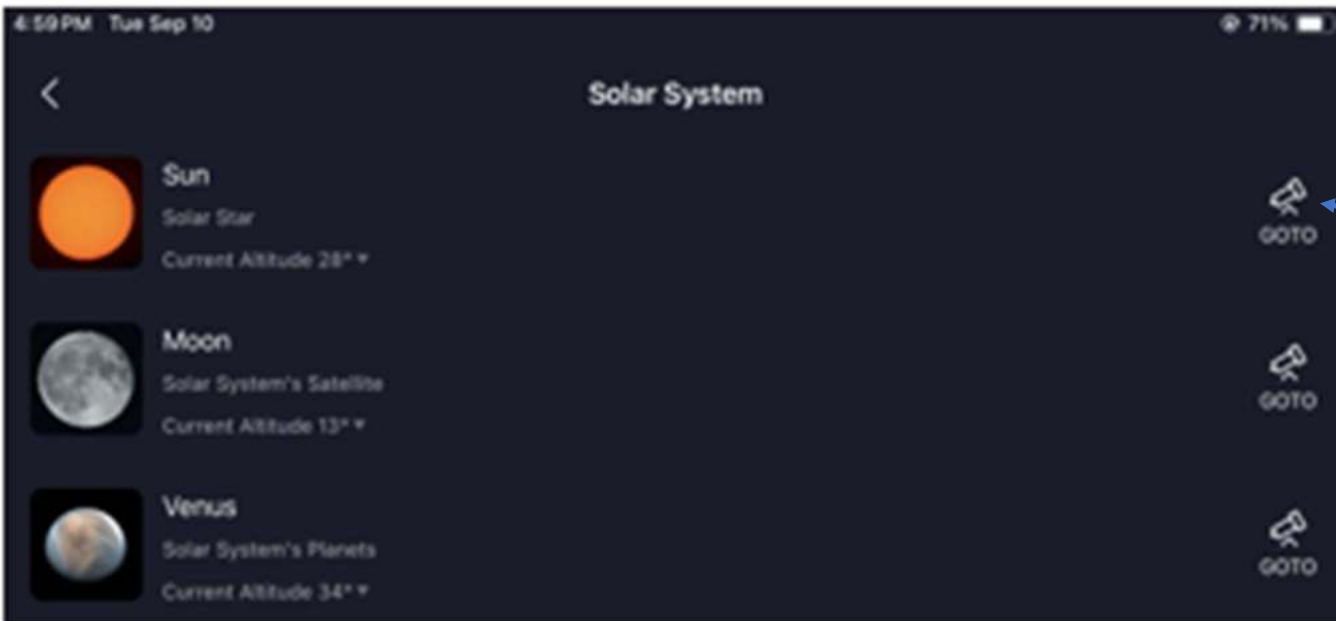 4:59 PM Tue Sep 10 71%
Solar System
Sun
Solar Star
Current Altitude 28° ▾
GOTO
Moon
Solar System's Satellite
Current Altitude 13° ▾
GOTO
Venus
Solar System's Planets
Current Altitude 34° ▾
GOTO